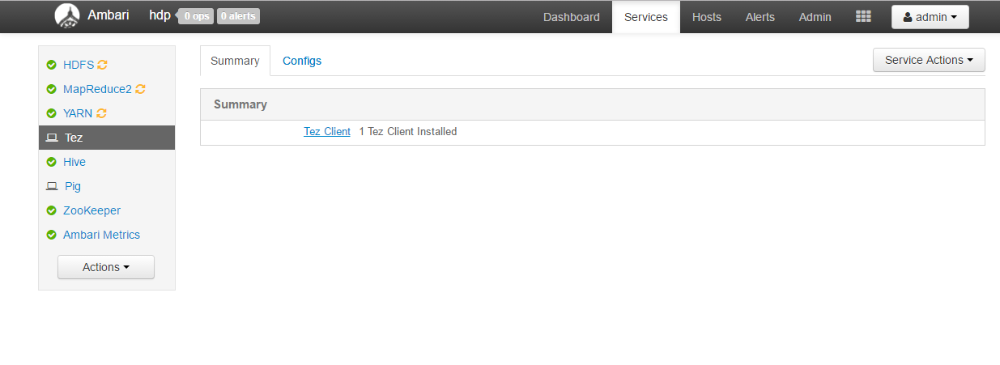 Ambari hdp 0 ops 0 alerts Dashboard Services Hosts Alerts Admin admin
HDFS
MapReduce2
YARN
Tez
Hive
Pig
ZooKeeper
Ambari Metrics
Actions
Summary Configs Service Actions
Summary
Tez Client 1 Tez Client Installed